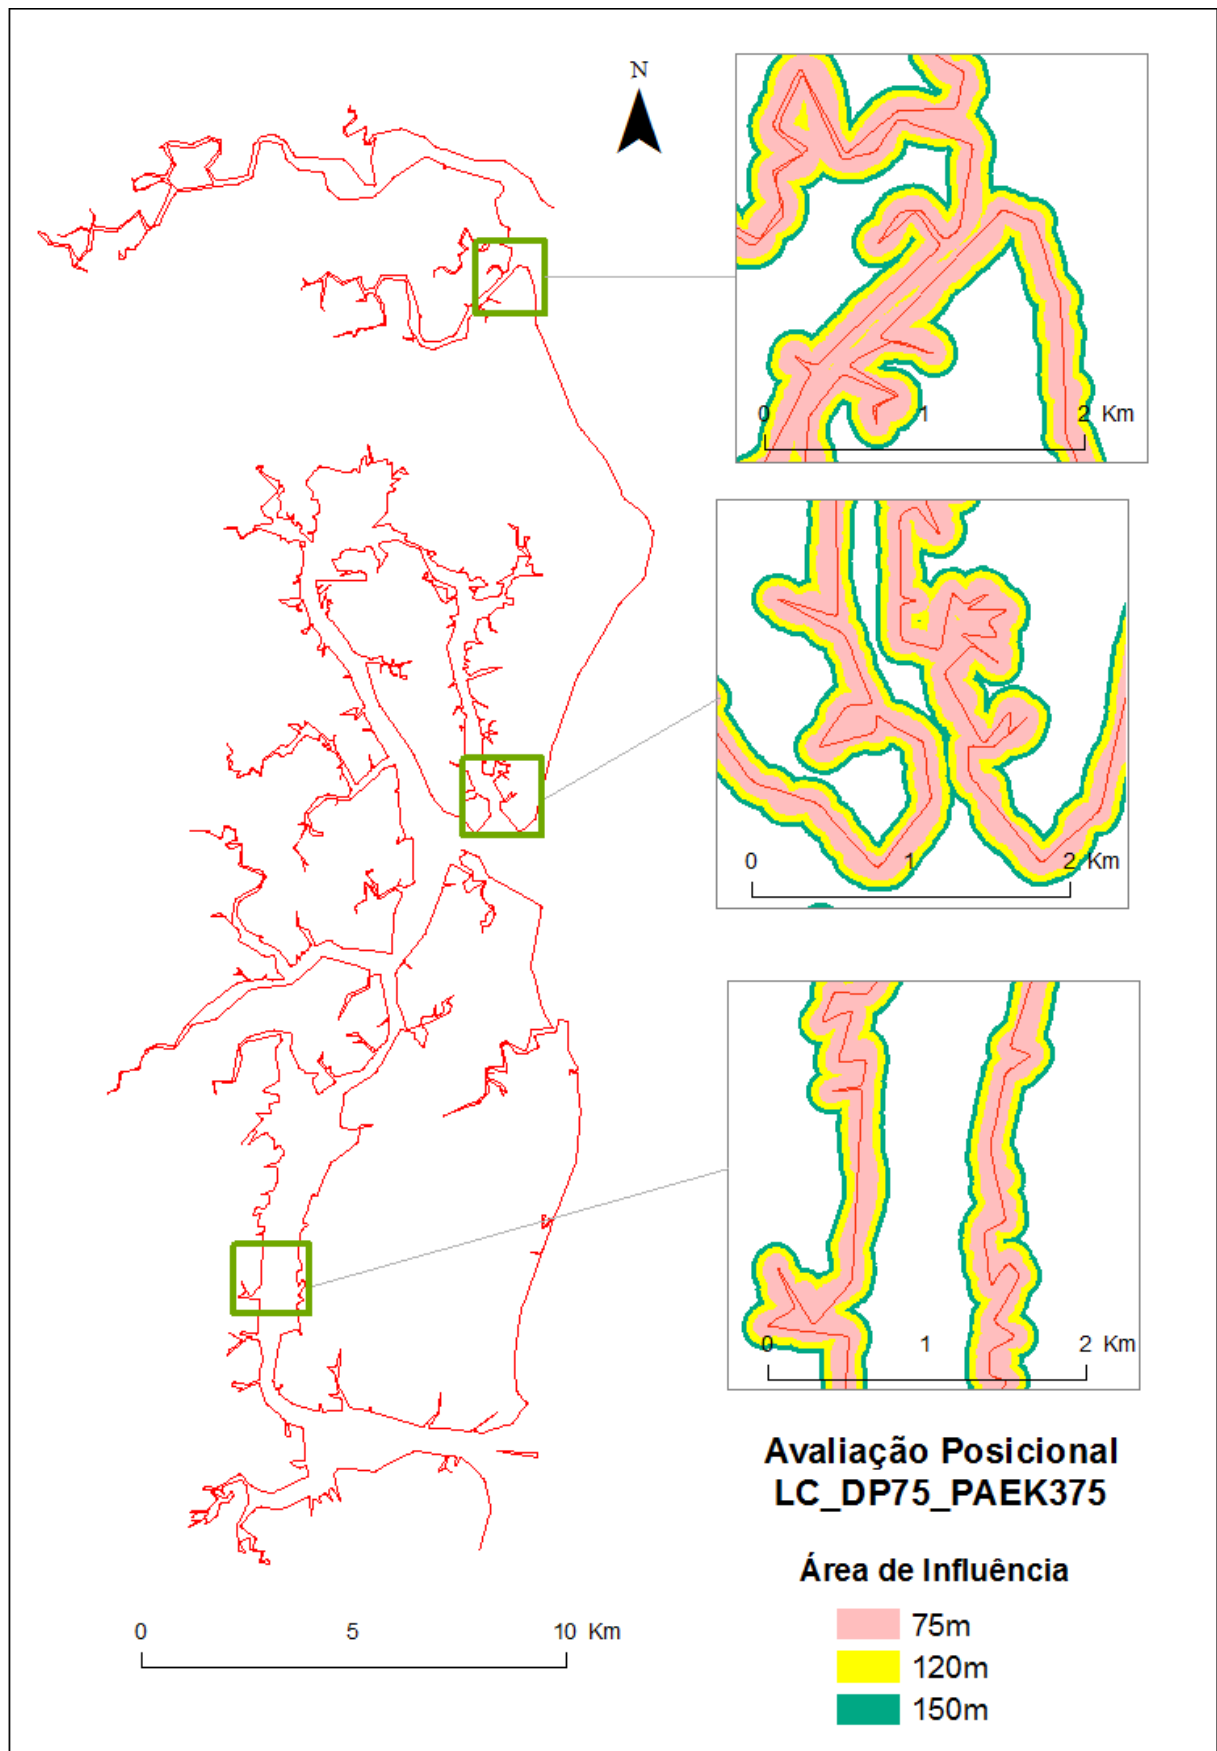 N
0 1 2 Km
0 1 2 Km
0 1 2 Km
Avaliação Posicional
LC_DP75_PAEK375
Área de Influência
75m
120m
150m
0 5 10 Km